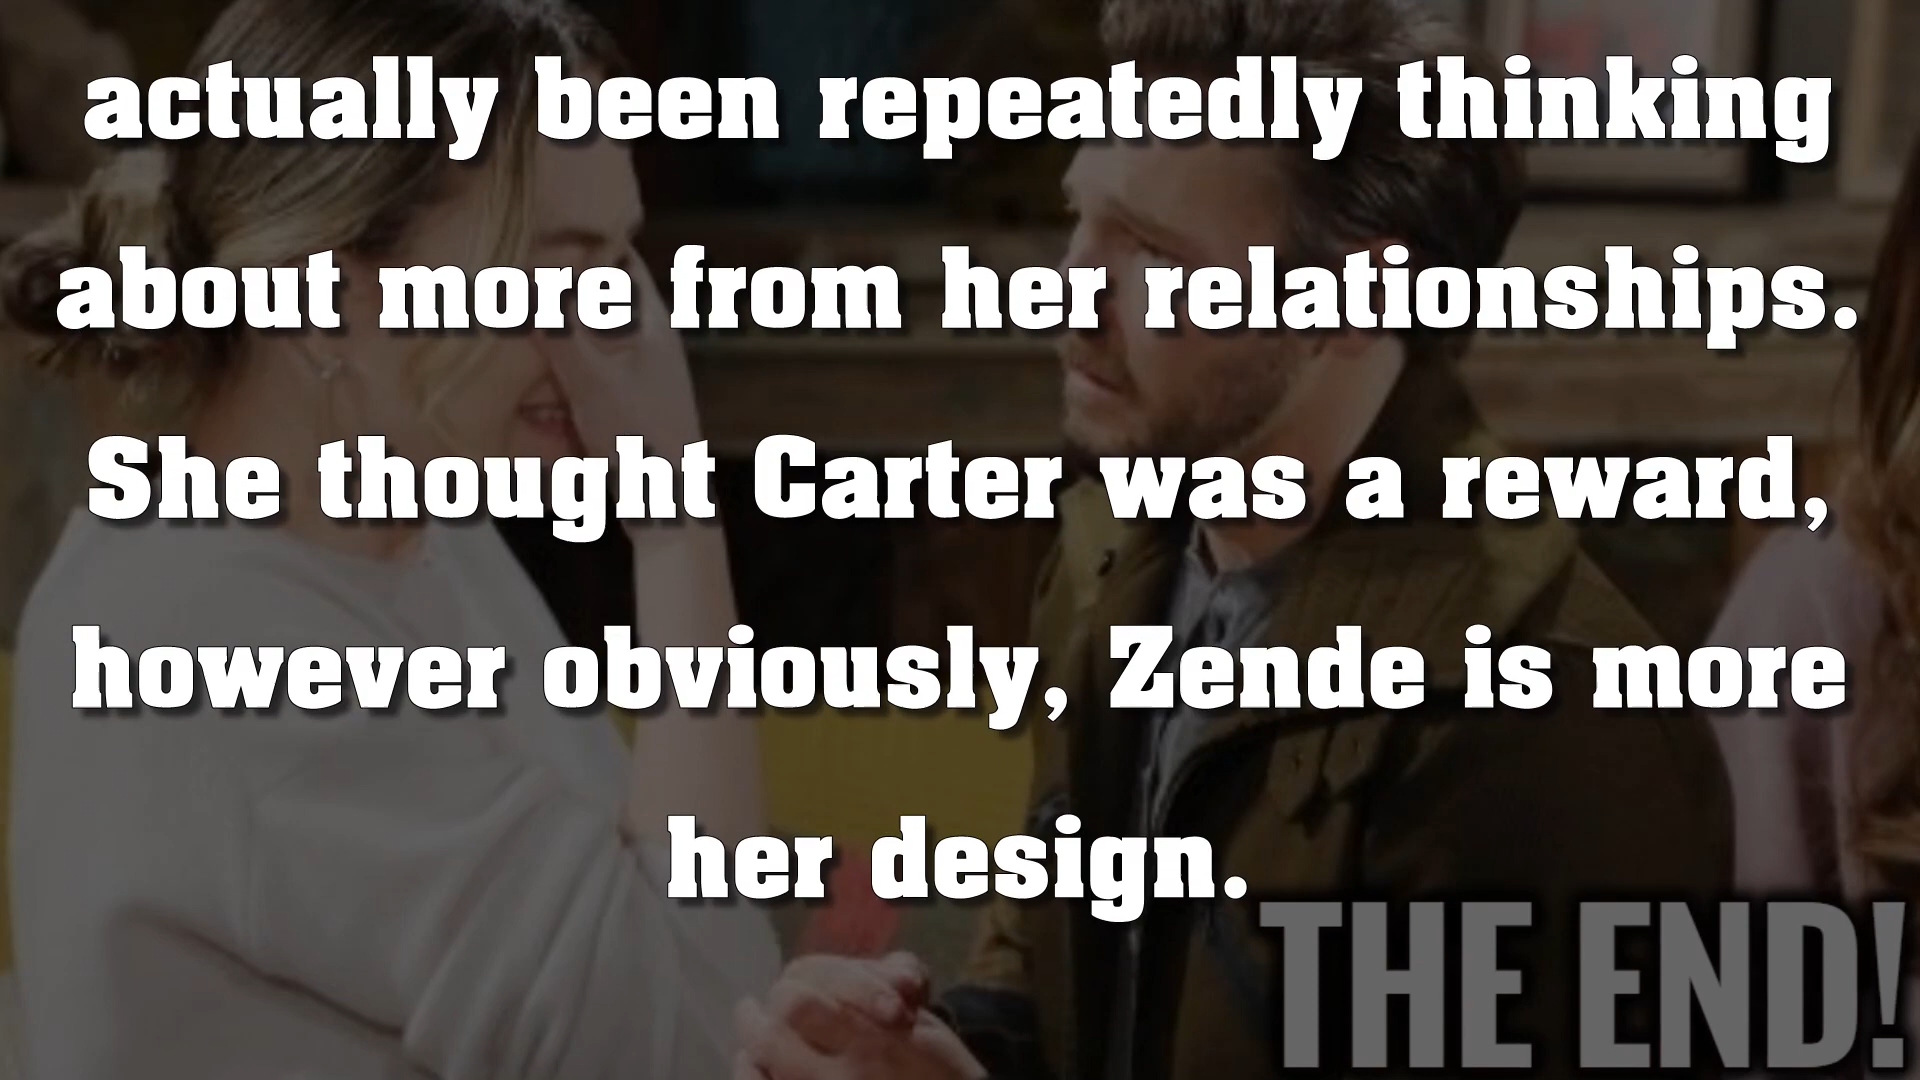 actually been repeatedly thinking
about more from her relationships.
She thought Carter was a reward,
however obviously, Zende is more
her design.
THE END!